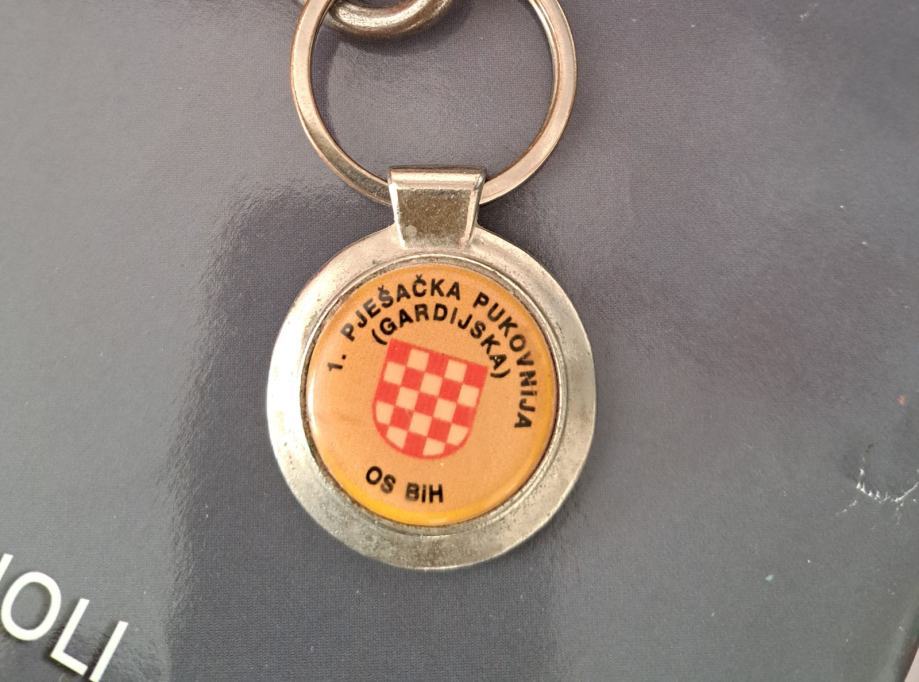 1. PJEŠAČKA PUKOVNiJA
(GARDIJSKA)
OS BiH